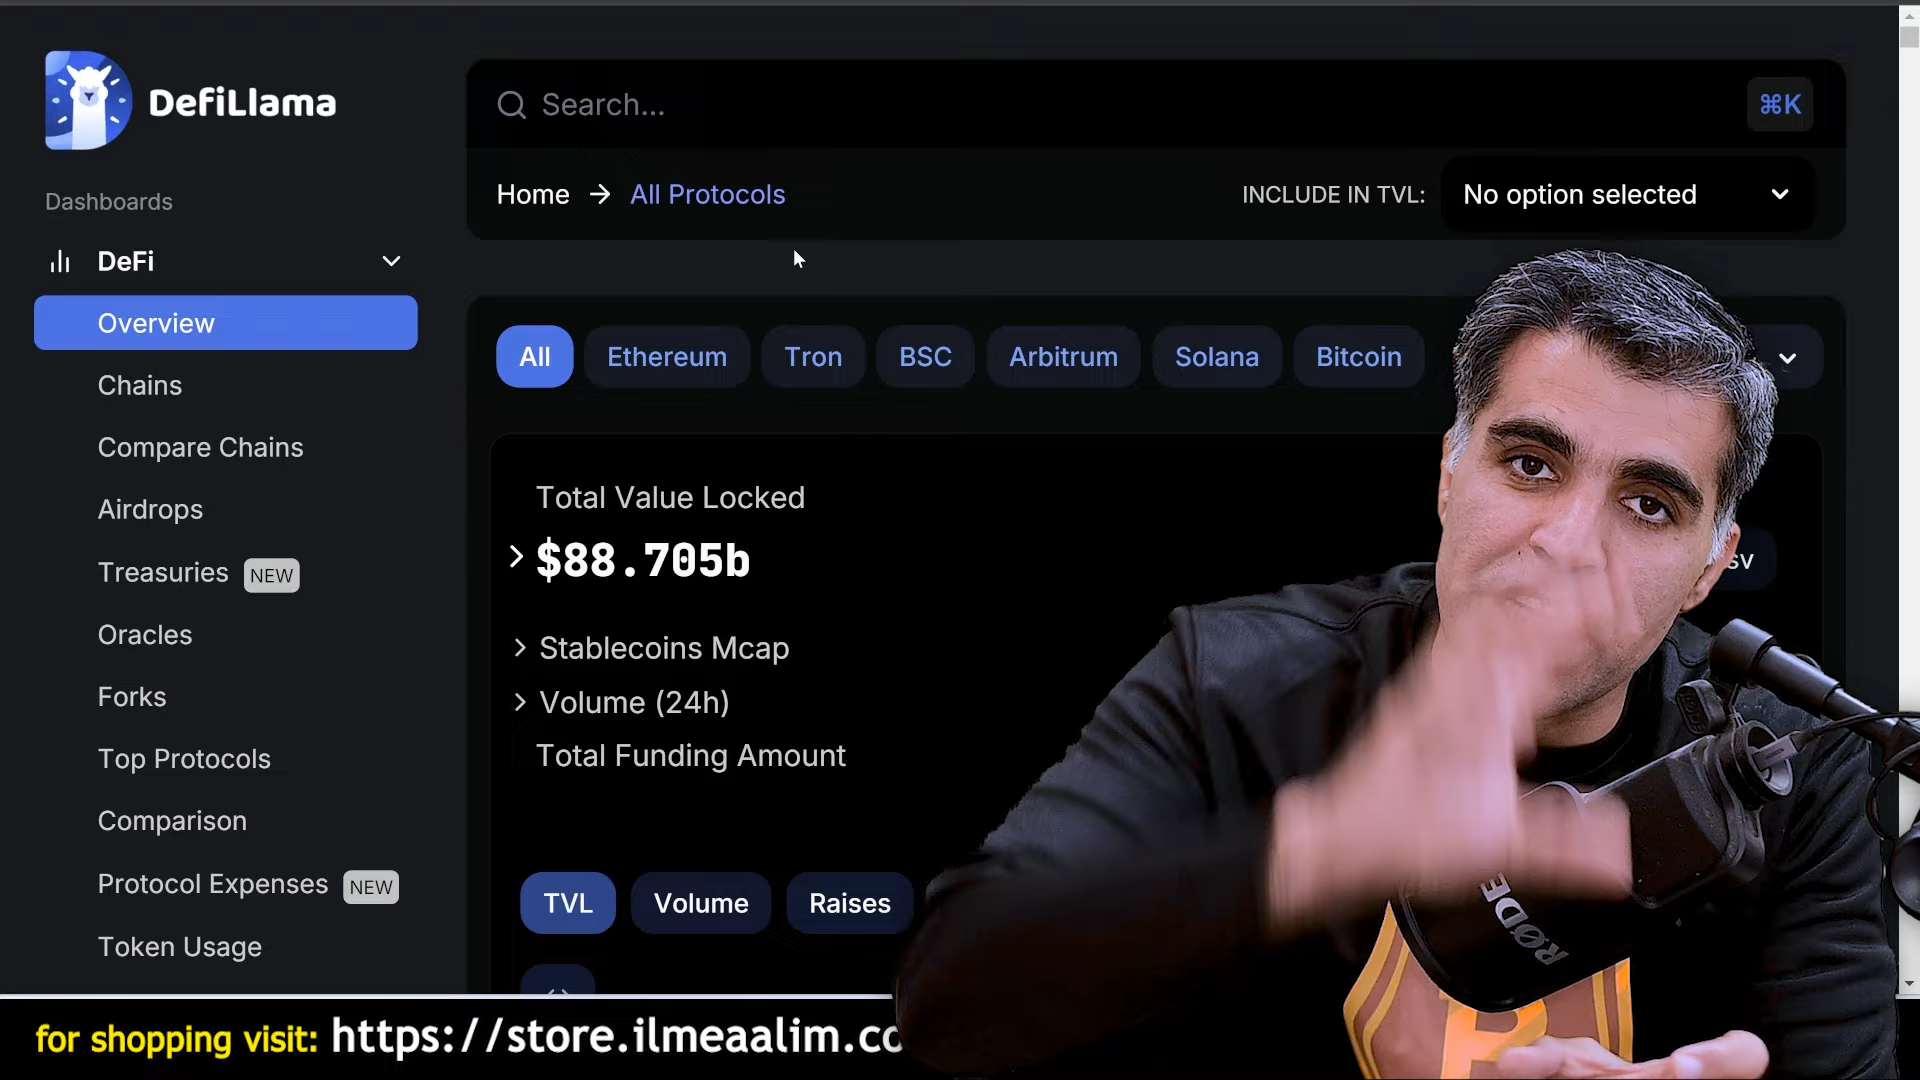 DefiLlama
Search...
⌘K
Home → All Protocols
INCLUDE IN TVL:
No option selected
Dashboards
DeFi
Overview
Chains
Compare Chains
Airdrops
Treasuries NEW
Oracles
Forks
Top Protocols
Comparison
Protocol Expenses NEW
Token Usage
All
Ethereum
Tron
BSC
Arbitrum
Solana
Bitcoin
Total Value Locked
$88.705b
sv
Stablecoins Mcap
Volume (24h)
Total Funding Amount
TVL
Volume
Raises
RØDE
for shopping visit: https://store.ilmeaalim.co